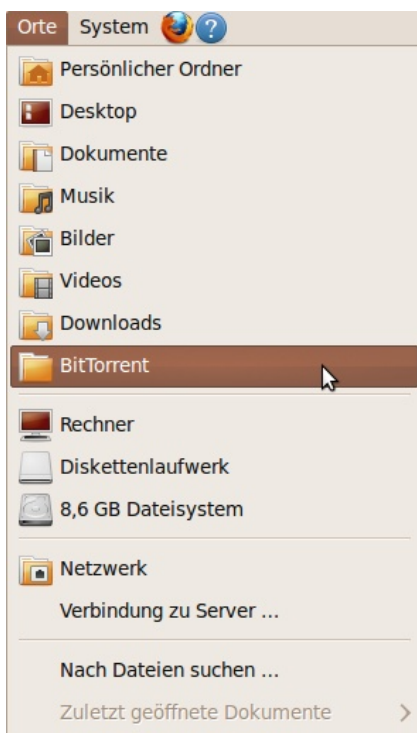 Orte System
Persönlicher Ordner
Desktop
Dokumente
Musik
Bilder
Videos
Downloads
BitTorrent
Rechner
Diskettenlaufwerk
8,6 GB Dateisystem
Netzwerk
Verbindung zu Server ...
Nach Dateien suchen ...
Zuletzt geöffnete Dokumente